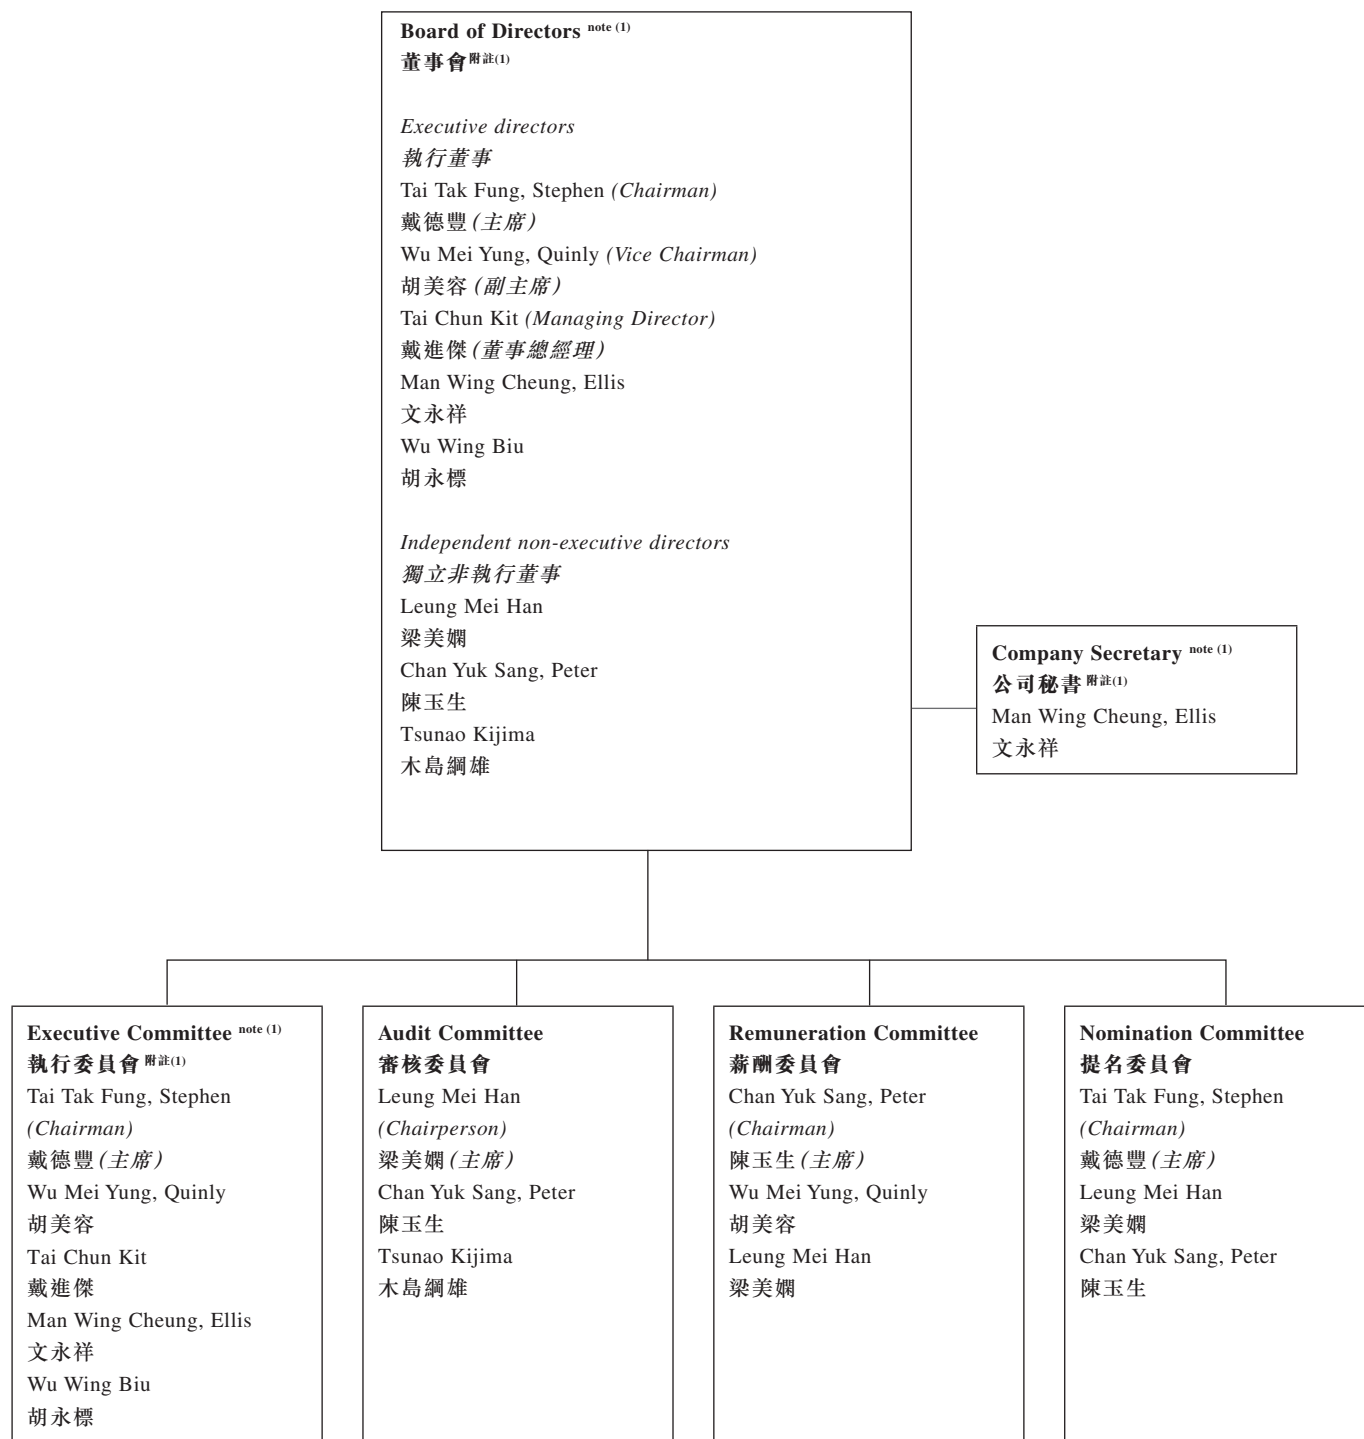 Board of Directors note (1)
董事會附註(1)
Executive directors
執行董事
Tai Tak Fung, Stephen (Chairman)
戴德豐(主席)
Wu Mei Yung, Quinly (Vice Chairman)
胡美容(副主席)
Tai Chun Kit (Managing Director)
戴進傑(董事總經理)
Man Wing Cheung, Ellis
文永祥
Wu Wing Biu
胡永標
Independent non-executive directors
獨立非執行董事
Leung Mei Han
梁美嫻
Chan Yuk Sang, Peter
陳玉生
Tsunao Kijima
木島綱雄
Company Secretary note (1)
公司秘書附註(1)
Man Wing Cheung, Ellis
文永祥
Executive Committee note (1)
執行委員會附註(1)
Tai Tak Fung, Stephen
(Chairman)
戴德豐(主席)
Wu Mei Yung, Quinly
胡美容
Tai Chun Kit
戴進傑
Man Wing Cheung, Ellis
文永祥
Wu Wing Biu
胡永標
Audit Committee
審核委員會
Leung Mei Han
(Chairperson)
梁美嫻(主席)
Chan Yuk Sang, Peter
陳玉生
Tsunao Kijima
木島綱雄
Remuneration Committee
薪酬委員會
Chan Yuk Sang, Peter
(Chairman)
陳玉生(主席)
Wu Mei Yung, Quinly
胡美容
Leung Mei Han
梁美嫻
Nomination Committee
提名委員會
Tai Tak Fung, Stephen
(Chairman)
戴德豐(主席)
Leung Mei Han
梁美嫻
Chan Yuk Sang, Peter
陳玉生